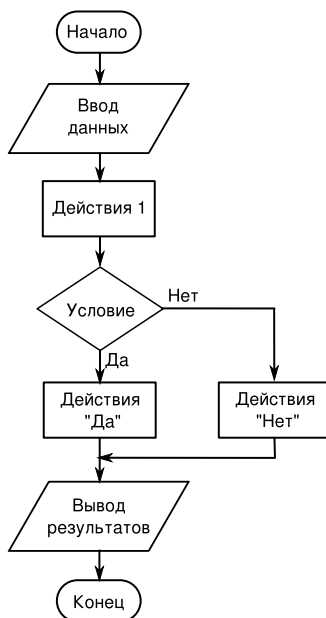 Начало
Ввод
данных
Действия 1
Условие
Нет
Да
Действия
"Да"
Действия
"Нет"
Вывод
результатов
Конец